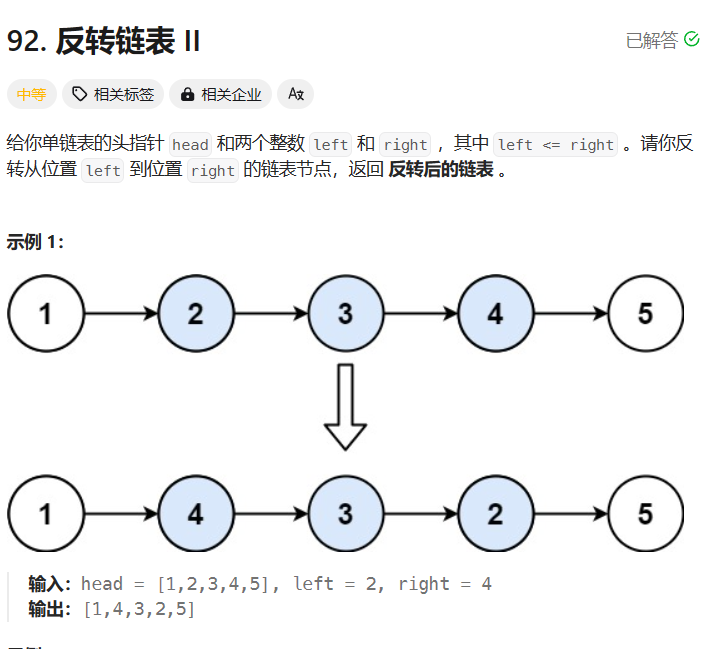 92. 反转链表 II
已解答
中等
相关标签
相关企业
给你单链表的头指针 head 和两个整数 left 和 right ，其中 left <= right 。请你反
转从位置 left 到位置 right 的链表节点，返回 反转后的链表 。
示例 1：
1 2 3 4 5
1 4 3 2 5
输入：head = [1,2,3,4,5], left = 2, right = 4
输出：[1,4,3,2,5]